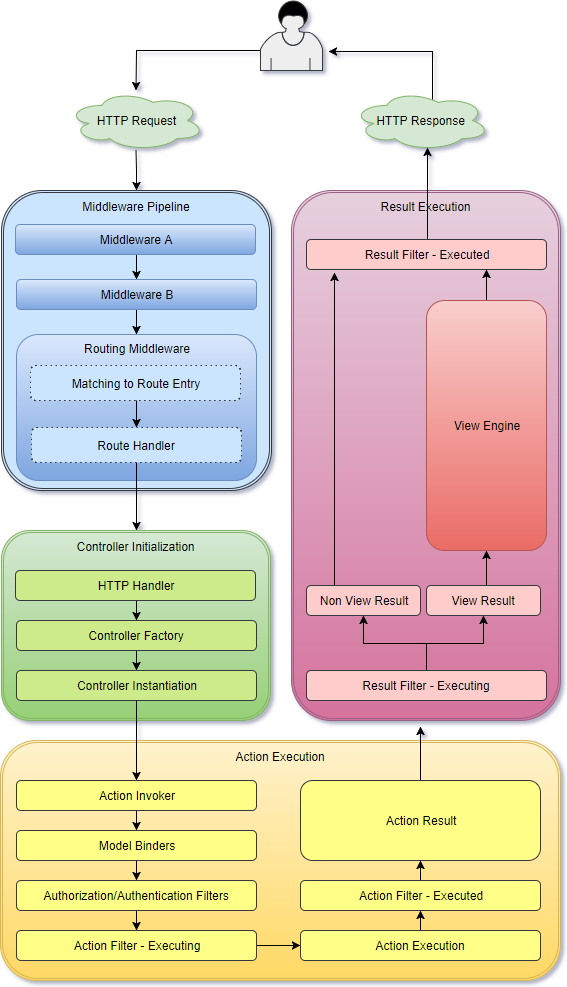 HTTP Request
HTTP Response
Middleware Pipeline
Middleware A
Middleware B
Routing Middleware
Matching to Route Entry
Route Handler
Controller Initialization
HTTP Handler
Controller Factory
Controller Instantiation
Action Execution
Action Invoker
Model Binders
Authorization/Authentication Filters
Action Filter - Executing
Action Execution
Action Filter - Executed
Action Result
Result Execution
Result Filter - Executed
View Engine
Non View Result
View Result
Result Filter - Executing